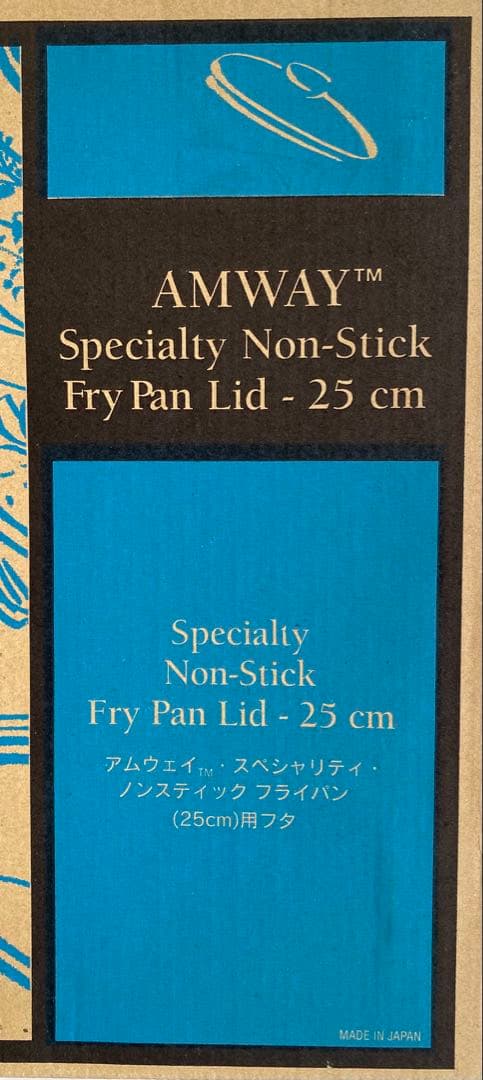 AMWAY™
Specialty Non-Stick
Fry Pan Lid - 25 cm
Specialty
Non-Stick
Fry Pan Lid - 25 cm
アムウェイ™・スペシャリティ・
ノンスティック フライパン
(25cm)用フタ
MADE IN JAPAN